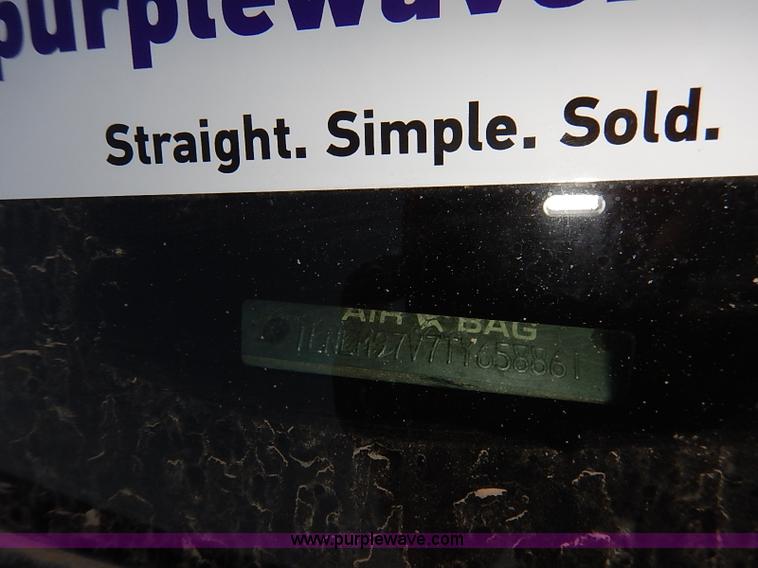 purplewave
Straight. Simple. Sold.
AIR BAG
www.purplewave.com